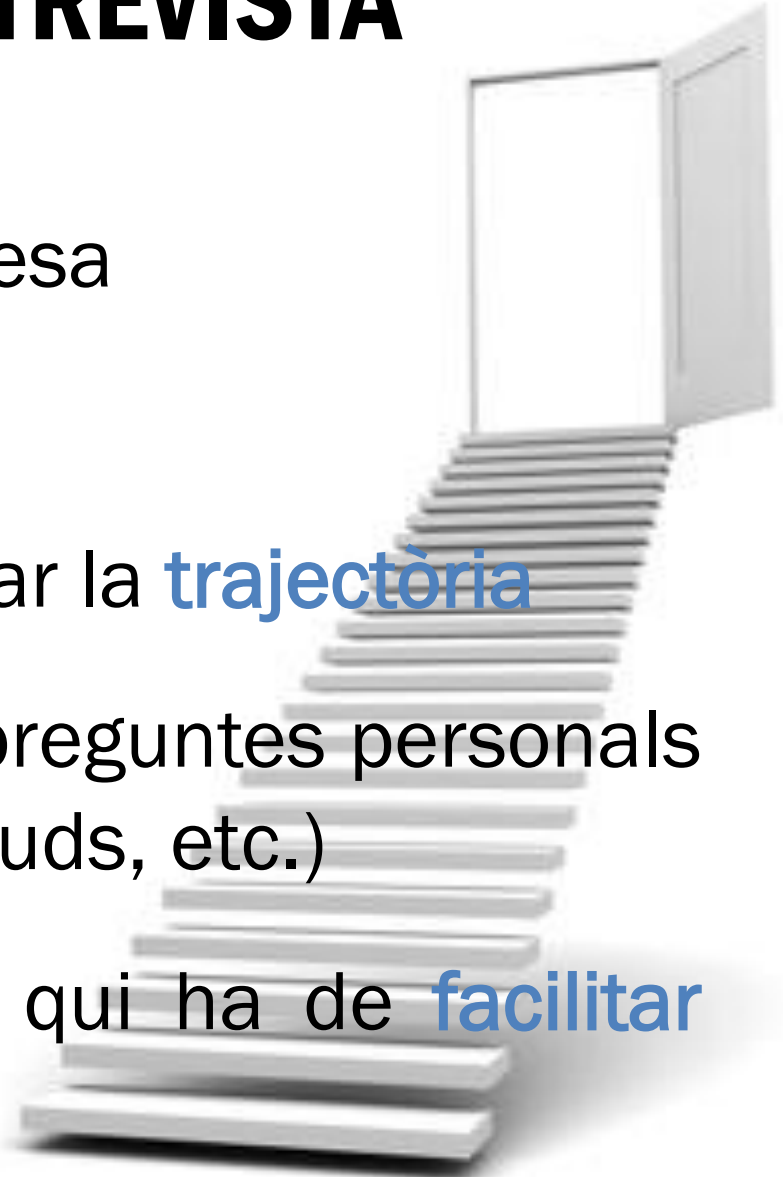 TREVISTA
esa
ar la trajectòria
preguntes personals
uds, etc.)
qui ha de facilitar